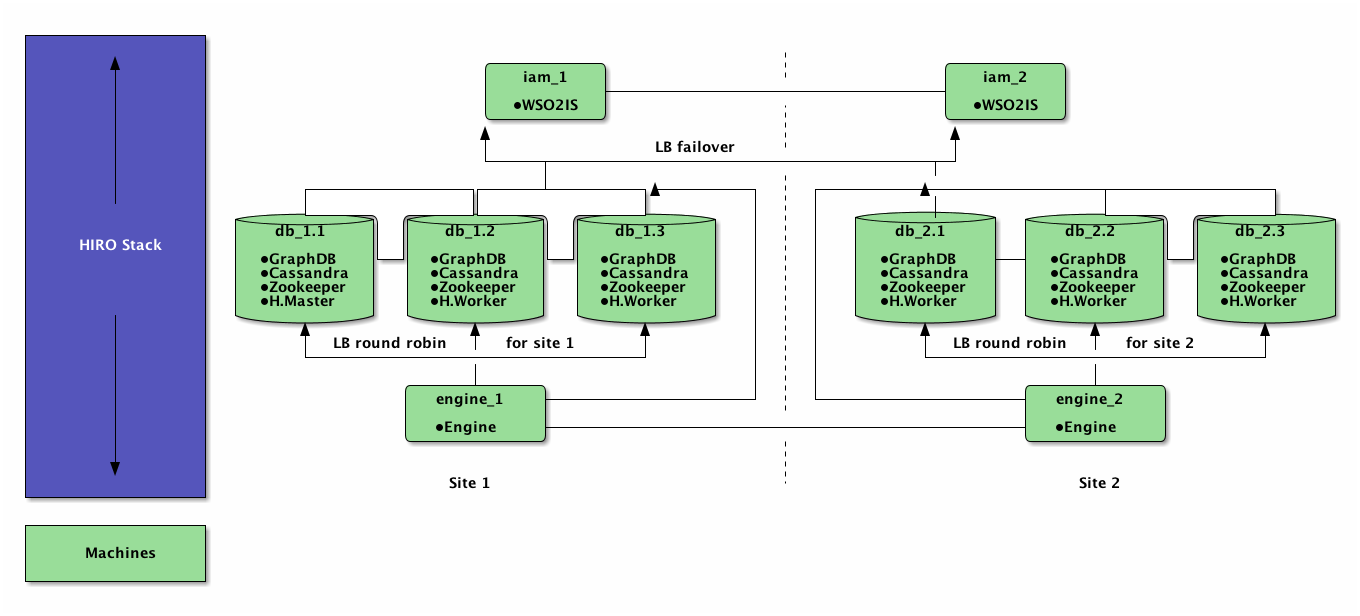 HIRO Stack
Machines
iam_1
●WSO2IS
iam_2
●WSO2IS
LB failover
db_1.1
●GraphDB
●Cassandra
●Zookeeper
●H.Master
db_1.2
●GraphDB
●Cassandra
●Zookeeper
●H.Worker
db_1.3
●GraphDB
●Cassandra
●Zookeeper
●H.Worker
db_2.1
●GraphDB
●Cassandra
●Zookeeper
●H.Worker
db_2.2
●GraphDB
●Cassandra
●Zookeeper
●H.Worker
db_2.3
●GraphDB
●Cassandra
●Zookeeper
●H.Worker
LB round robin for site 1
LB round robin for site 2
engine_1
●Engine
engine_2
●Engine
Site 1
Site 2